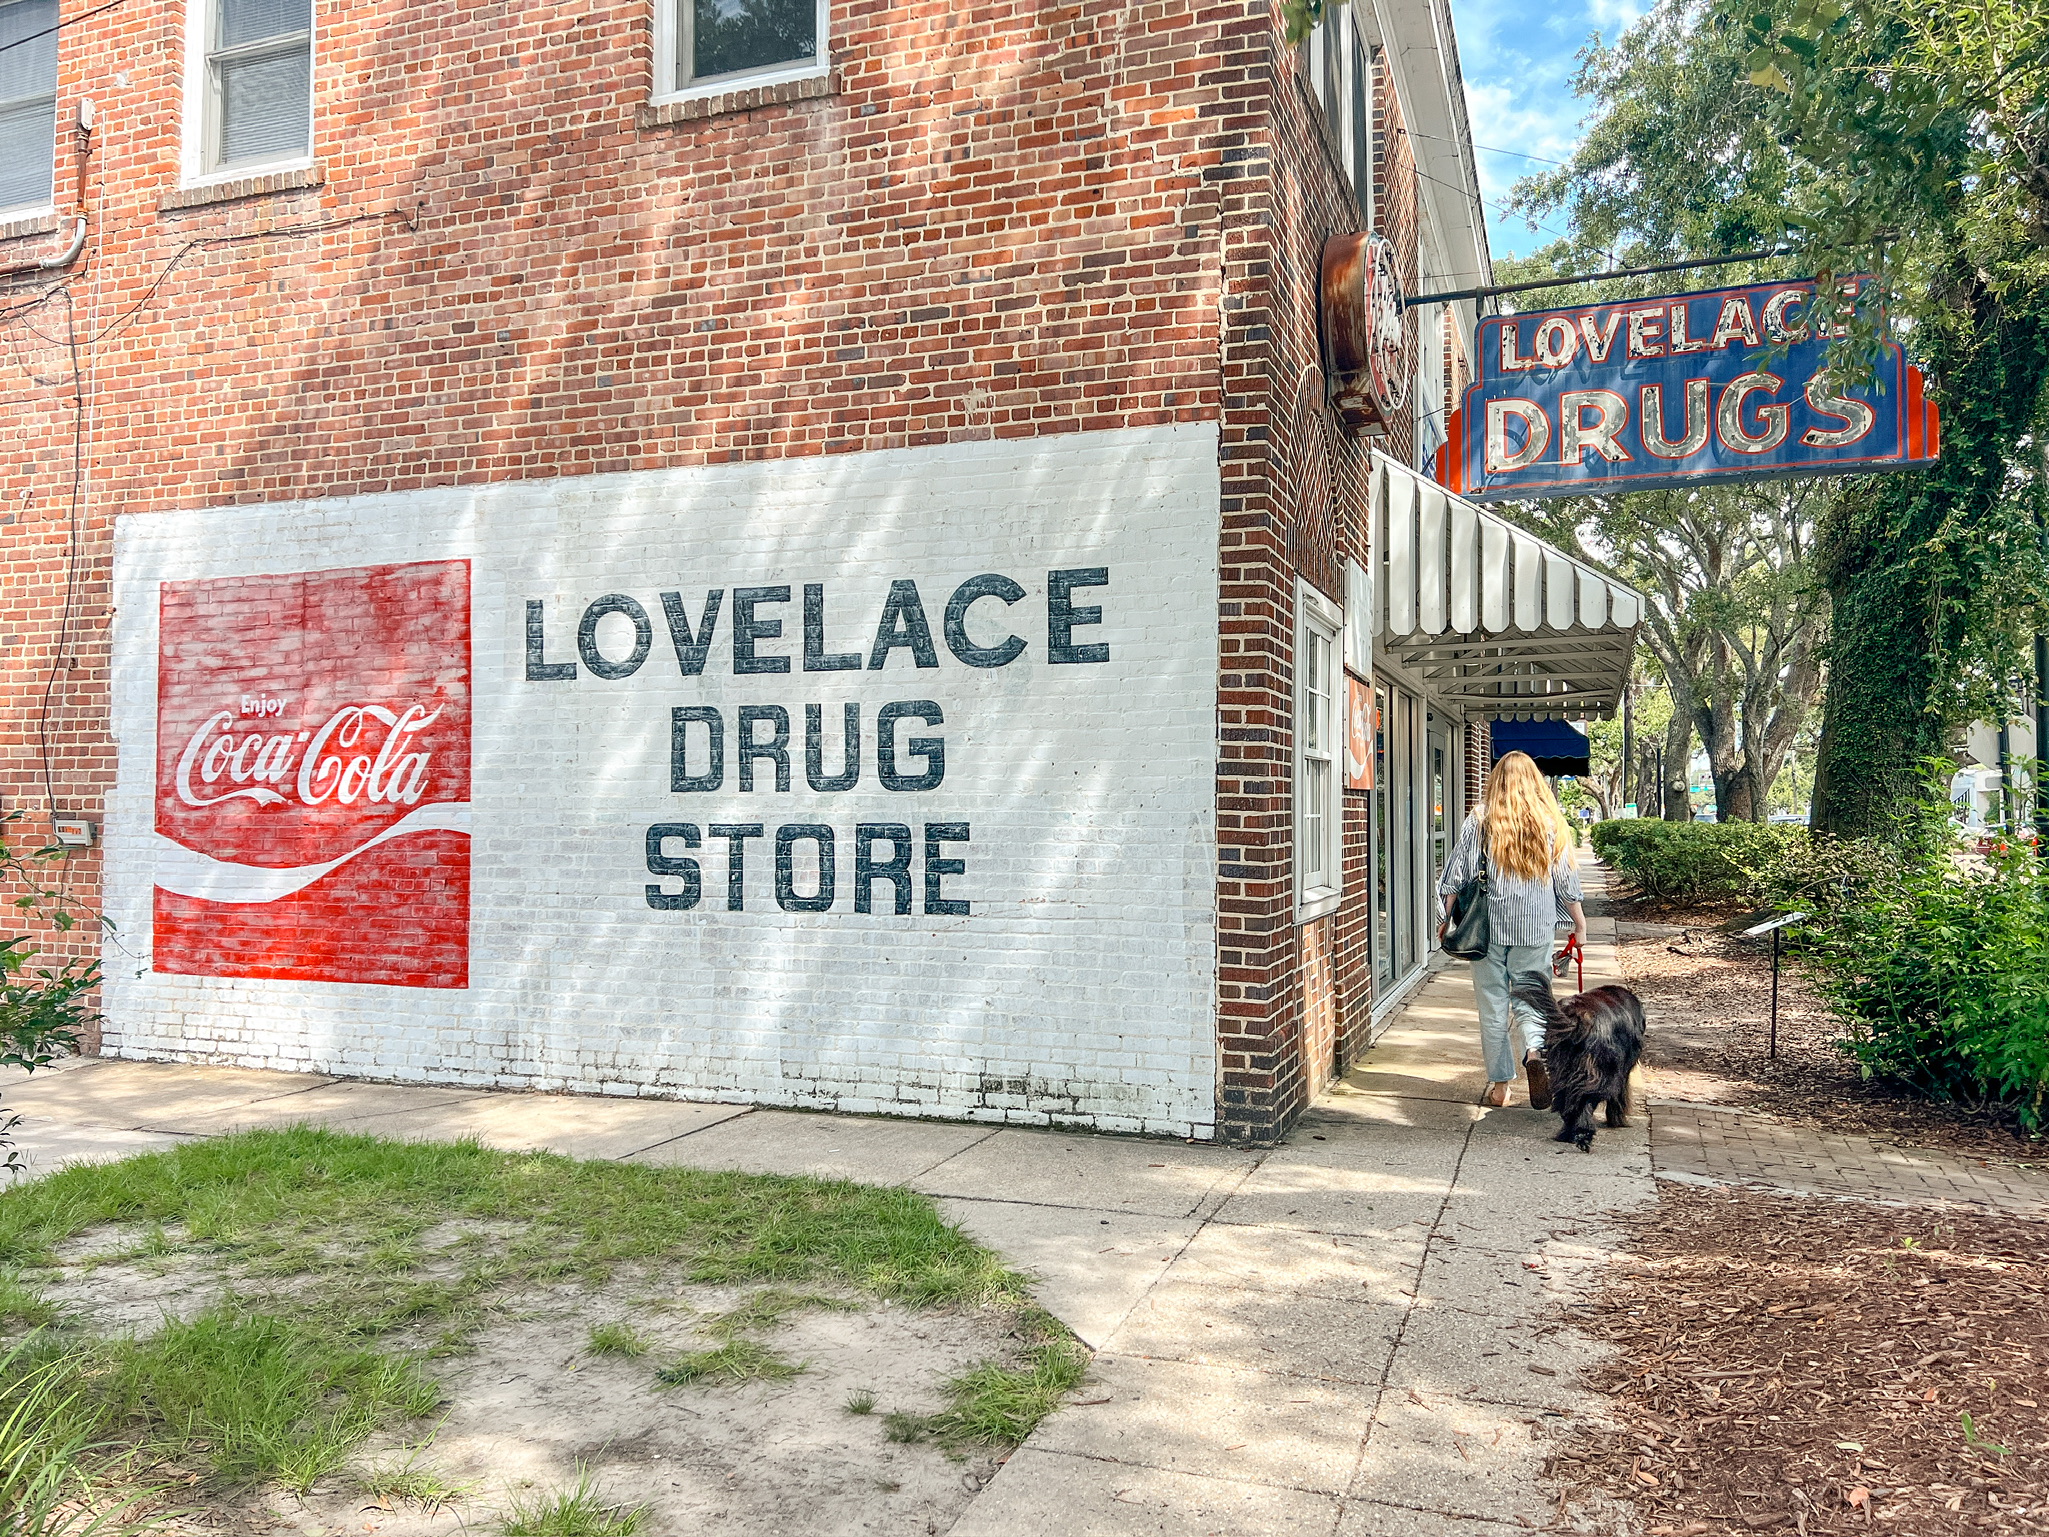 LOVELACE
DRUGS
Enjoy
Coca-Cola
LOVELACE
DRUG
STORE